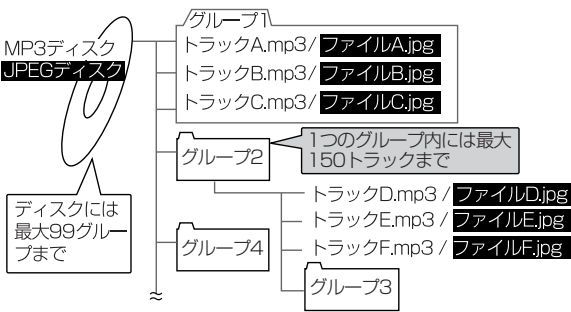 グループ1
MP3ディスク
JPEGディスク
トラックA.mp3/ ファイルA.jpg
トラックB.mp3/ ファイルB.jpg
トラックC.mp3/ ファイルC.jpg
グループ2
1つのグループ内には最大
150トラックまで
ディスクには
最大99グルー
プまで
トラックD.mp3 / ファイルD.jpg
トラックE.mp3 / ファイルE.jpg
トラックF.mp3 / ファイルF.jpg
グループ4
グループ3
≈